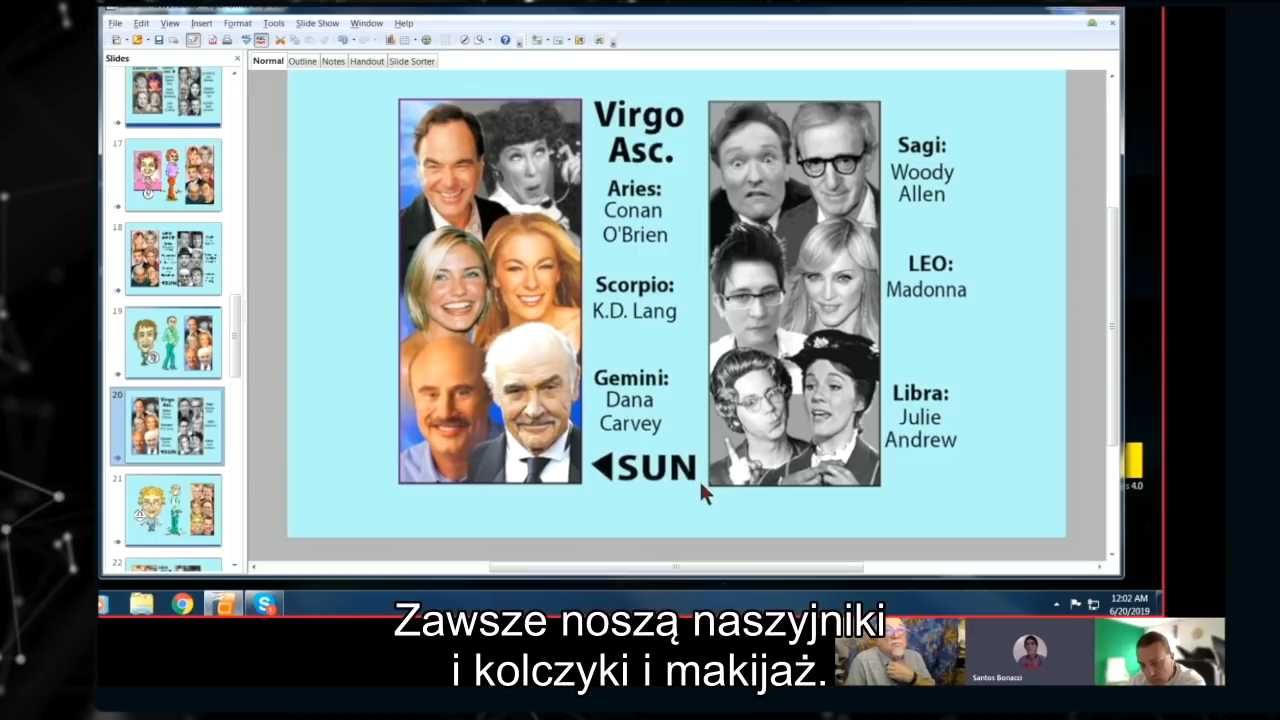 File Edit View Insert Format Tools Slide Show Window Help
Slides
Normal Outline Notes Handout Slide Sorter
17
18
19
20
21
22
Virgo
Asc.
Aries:
Conan
O'Brien
Scorpio:
K.D. Lang
Gemini:
Dana
Carvey
SUN
Sagi:
Woody
Allen
LEO:
Madonna
Libra:
Julie
Andrew
s 4.0
12:02 AM
6/20/2019
Santos Bonacci
Zawsze noszą naszyjniki
i kolczyki i makijaż.